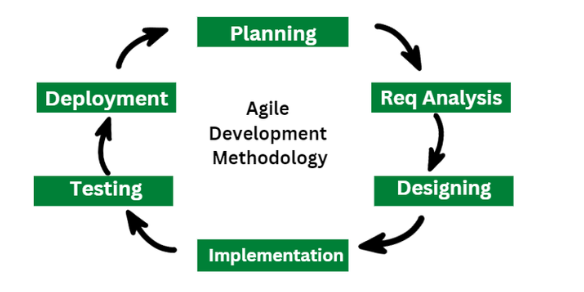 Planning
Req Analysis
Designing
Implementation
Testing
Deployment
Agile
Development
Methodology